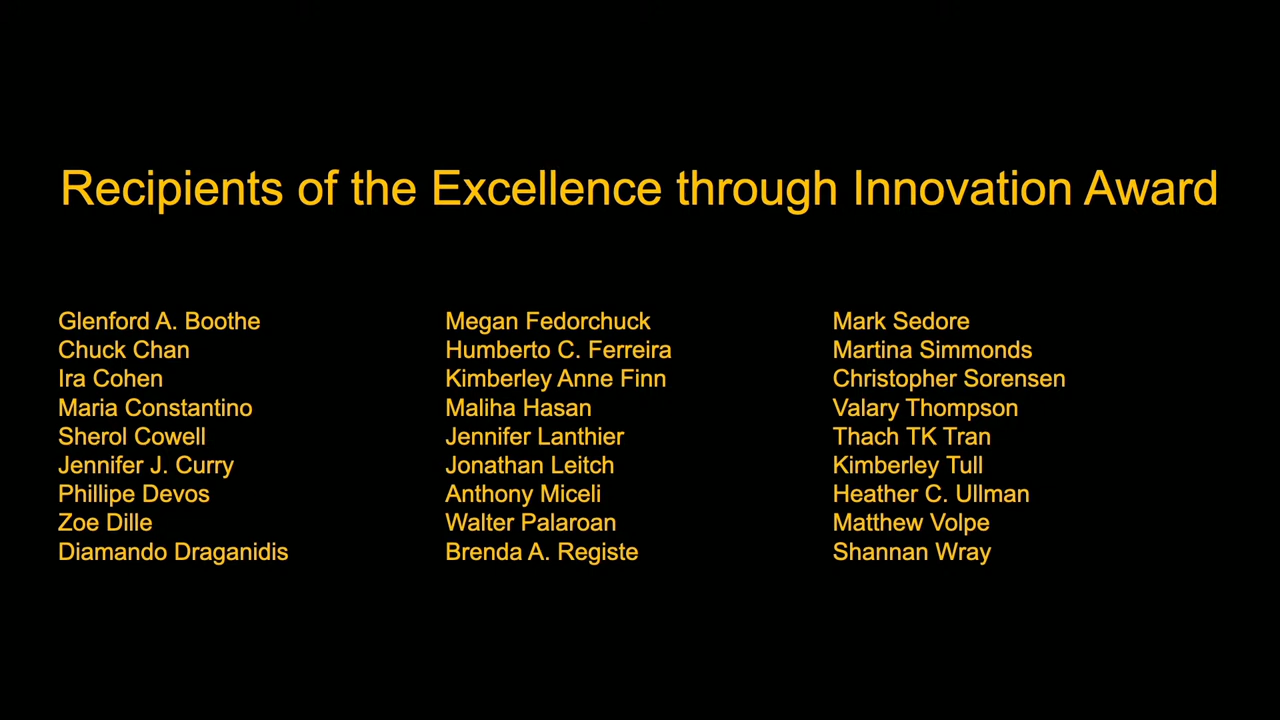 Recipients of the Excellence through Innovation Award
Glenford A. Boothe
Chuck Chan
Ira Cohen
Maria Constantino
Sherol Cowell
Jennifer J. Curry
Phillipe Devos
Zoe Dille
Diamando Draganidis
Megan Fedorchuck
Humberto C. Ferreira
Kimberley Anne Finn
Maliha Hasan
Jennifer Lanthier
Jonathan Leitch
Anthony Miceli
Walter Palaroan
Brenda A. Registe
Mark Sedore
Martina Simmonds
Christopher Sorensen
Valary Thompson
Thach TK Tran
Kimberley Tull
Heather C. Ullman
Matthew Volpe
Shannan Wray